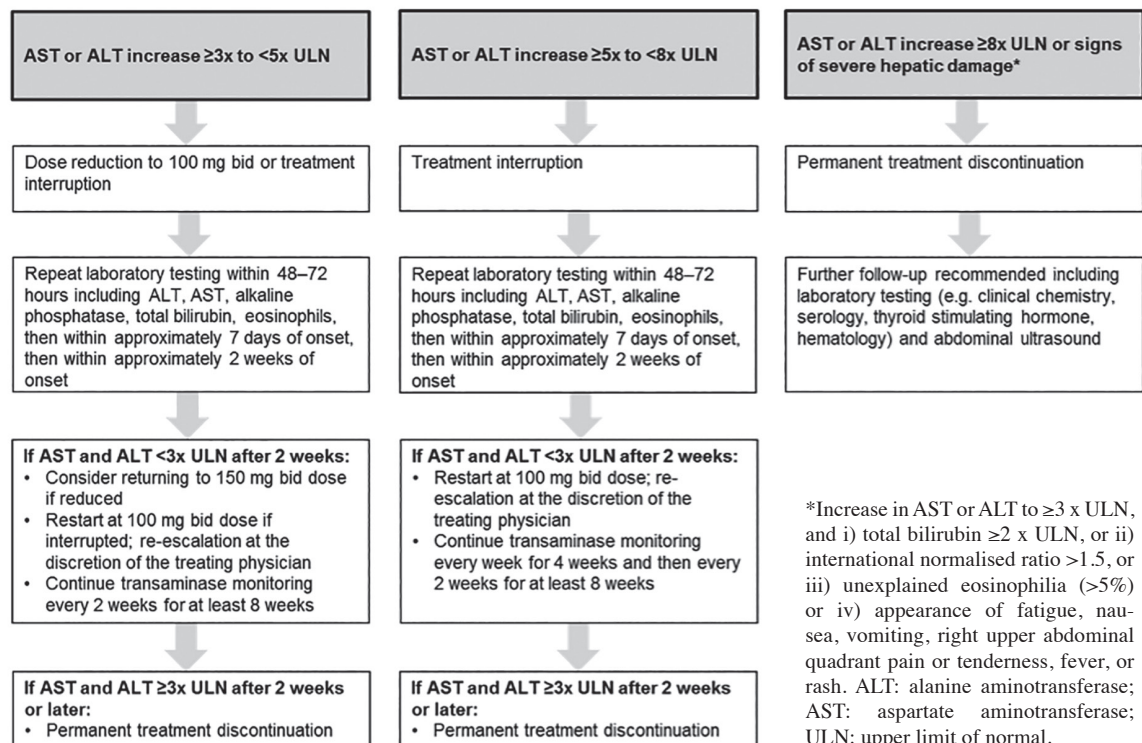 AST or ALT increase ≥3x to <5x ULN
Dose reduction to 100 mg bid or treatment
interruption
Repeat laboratory testing within 48–72
hours including ALT, AST, alkaline
phosphatase, total bilirubin, eosinophils,
then within approximately 7 days of onset,
then within approximately 2 weeks of
onset
If AST and ALT <3x ULN after 2 weeks:
• Consider returning to 150 mg bid dose
if reduced
• Restart at 100 mg bid dose if
interrupted; re-escalation at the
discretion of the treating physician
• Continue transaminase monitoring
every 2 weeks for at least 8 weeks
If AST and ALT ≥3x ULN after 2 weeks
or later:
• Permanent treatment discontinuation
AST or ALT increase ≥5x to <8x ULN
Treatment interruption
Repeat laboratory testing within 48–72
hours including ALT, AST, alkaline
phosphatase, total bilirubin, eosinophils,
then within approximately 7 days of onset,
then within approximately 2 weeks of
onset
If AST and ALT <3x ULN after 2 weeks:
• Restart at 100 mg bid dose; re-
escalation at the discretion of the
treating physician
• Continue transaminase monitoring
every week for 4 weeks and then every
2 weeks for at least 8 weeks
If AST and ALT ≥3x ULN after 2 weeks
or later:
• Permanent treatment discontinuation
AST or ALT increase ≥8x ULN or signs
of severe hepatic damage*
Permanent treatment discontinuation
Further follow-up recommended including
laboratory testing (e.g. clinical chemistry,
serology, thyroid stimulating hormone,
hematology) and abdominal ultrasound
*Increase in AST or ALT to ≥3 x ULN,
and i) total bilirubin ≥2 x ULN, or ii)
international normalised ratio >1.5, or
iii) unexplained eosinophilia (>5%)
or iv) appearance of fatigue, nau-
sea, vomiting, right upper abdominal
quadrant pain or tenderness, fever, or
rash. ALT: alanine aminotransferase;
AST: aspartate aminotransferase;
ULN: upper limit of normal.